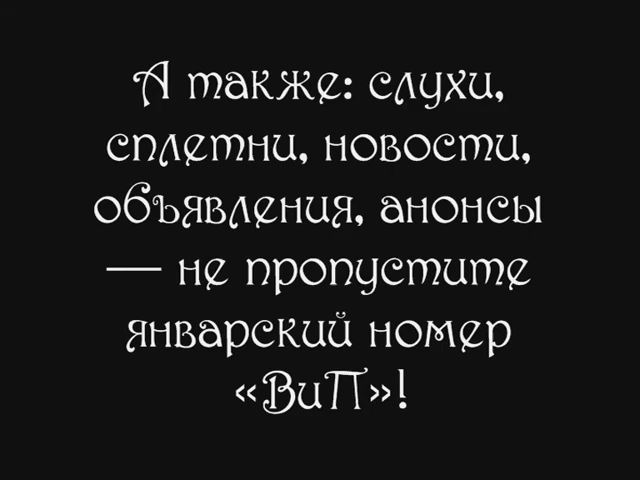 А также: слухи,
сплетни, новости,
объявления, анонсы
— не пропустите
январский номер
«ВиП»!